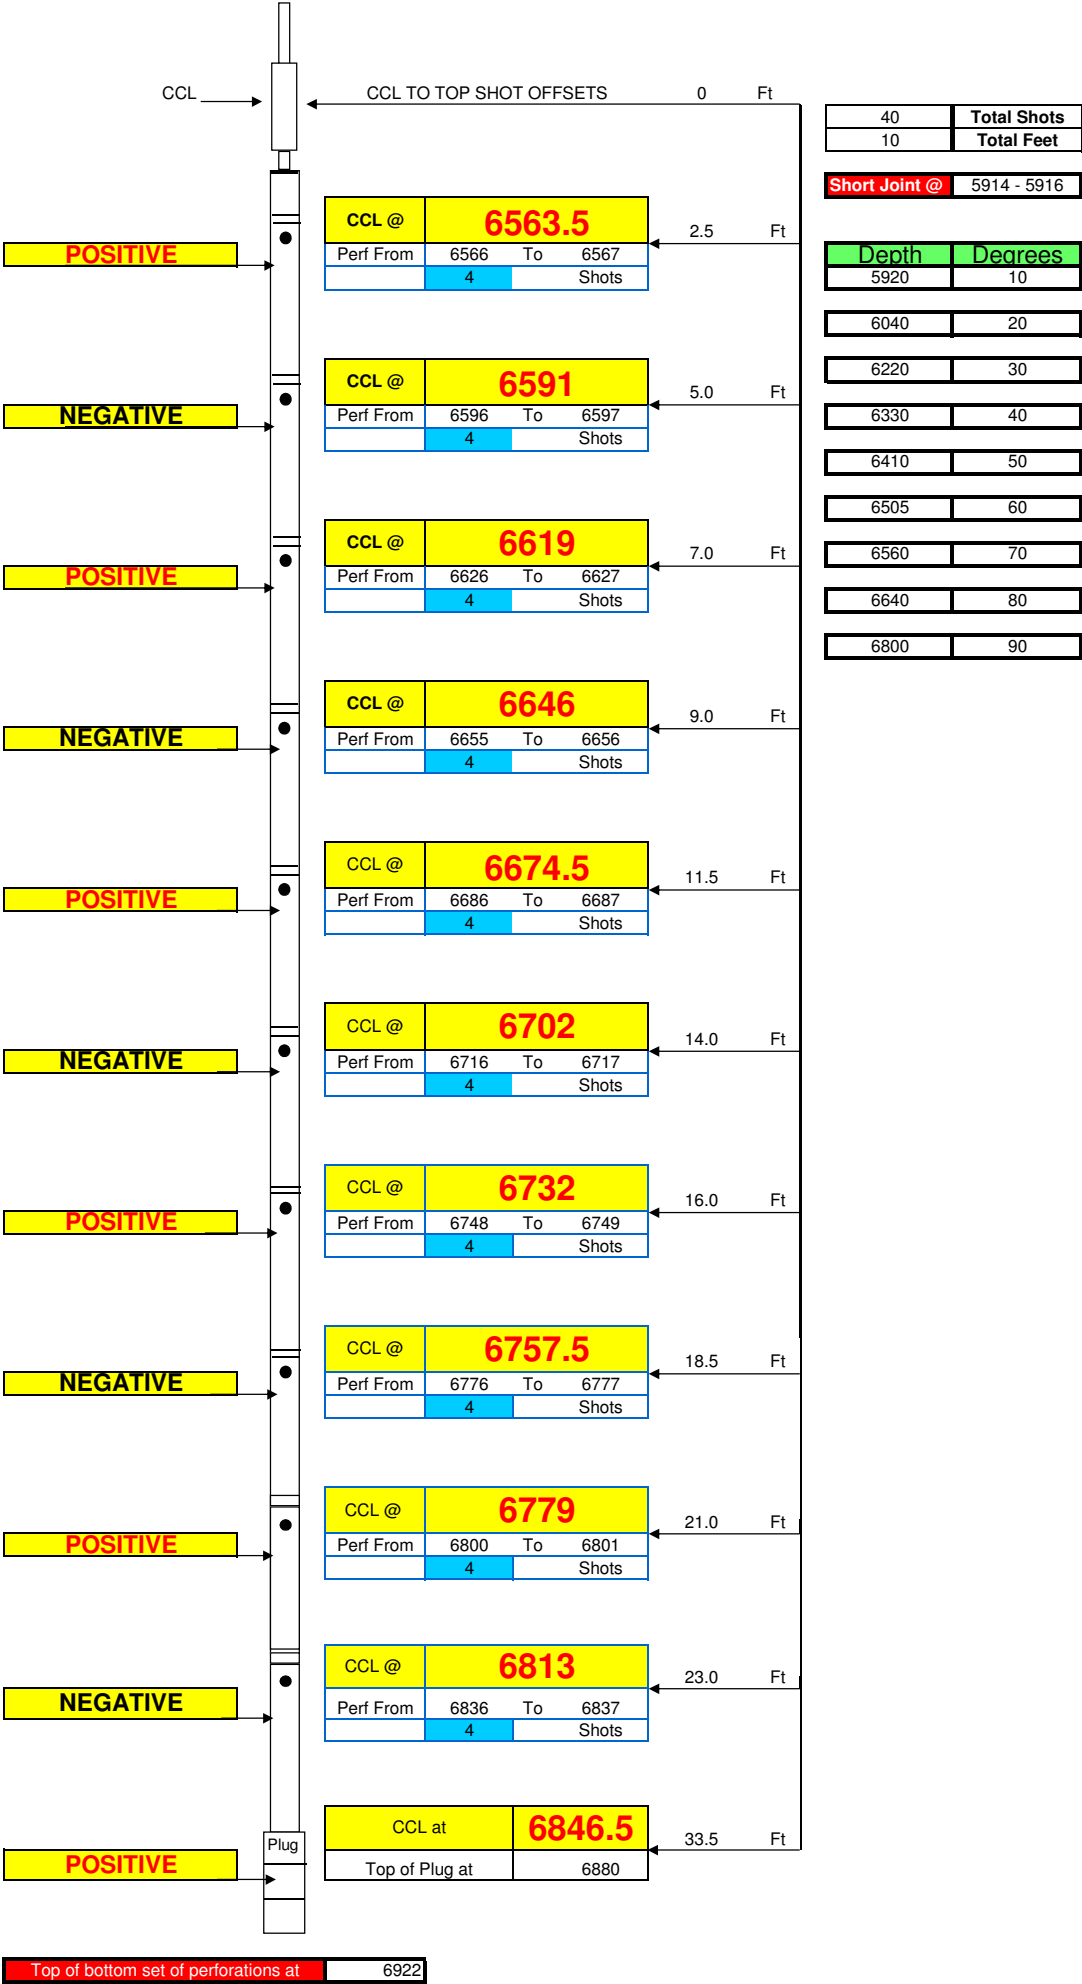 CCL
CCL TO TOP SHOT OFFSETS 0 Ft
40 Total Shots
10 Total Feet
Short Joint @ 5914 - 5916
CCL @ 6563.5
2.5 Ft
POSITIVE
Perf From 6566 To 6567
4 Shots
Depth Degrees
5920 10
6040 20
6220 30
6330 40
6410 50
6505 60
6560 70
6640 80
6800 90
CCL @ 6591
5.0 Ft
NEGATIVE
Perf From 6596 To 6597
4 Shots
CCL @ 6619
7.0 Ft
POSITIVE
Perf From 6626 To 6627
4 Shots
CCL @ 6646
9.0 Ft
NEGATIVE
Perf From 6655 To 6656
4 Shots
CCL @ 6674.5
11.5 Ft
POSITIVE
Perf From 6686 To 6687
4 Shots
CCL @ 6702
14.0 Ft
NEGATIVE
Perf From 6716 To 6717
4 Shots
CCL @ 6732
16.0 Ft
POSITIVE
Perf From 6748 To 6749
4 Shots
CCL @ 6757.5
18.5 Ft
NEGATIVE
Perf From 6776 To 6777
4 Shots
CCL @ 6779
21.0 Ft
POSITIVE
Perf From 6800 To 6801
4 Shots
CCL @ 6813
23.0 Ft
NEGATIVE
Perf From 6836 To 6837
4 Shots
CCL at 6846.5
33.5 Ft
Plug
POSITIVE
Top of Plug at 6880
Top of bottom set of perforations at 6922